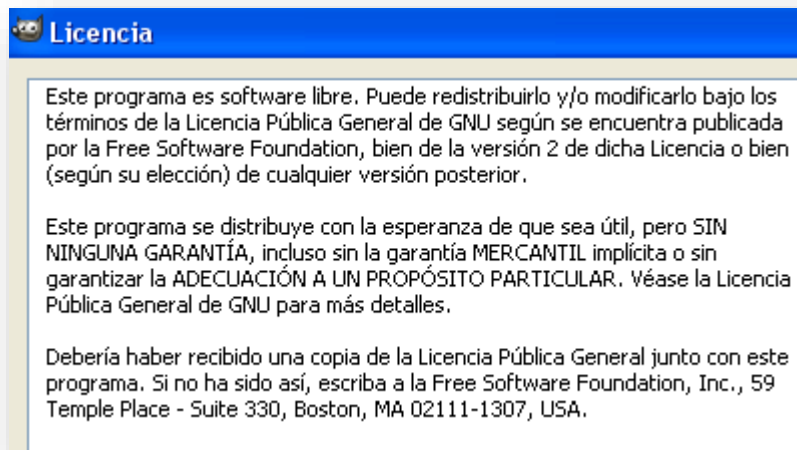 Licencia
Este programa es software libre. Puede redistribuirlo y/o modificarlo bajo los
términos de la Licencia Pública General de GNU según se encuentra publicada
por la Free Software Foundation, bien de la versión 2 de dicha Licencia o bien
(según su elección) de cualquier versión posterior.
Este programa se distribuye con la esperanza de que sea útil, pero SIN
NINGUNA GARANTÍA, incluso sin la garantía MERCANTIL implícita o sin
garantizar la ADECUACIÓN A UN PROPÓSITO PARTICULAR. Véase la Licencia
Pública General de GNU para más detalles.
Debería haber recibido una copia de la Licencia Pública General junto con este
programa. Si no ha sido así, escriba a la Free Software Foundation, Inc., 59
Temple Place - Suite 330, Boston, MA 02111-1307, USA.